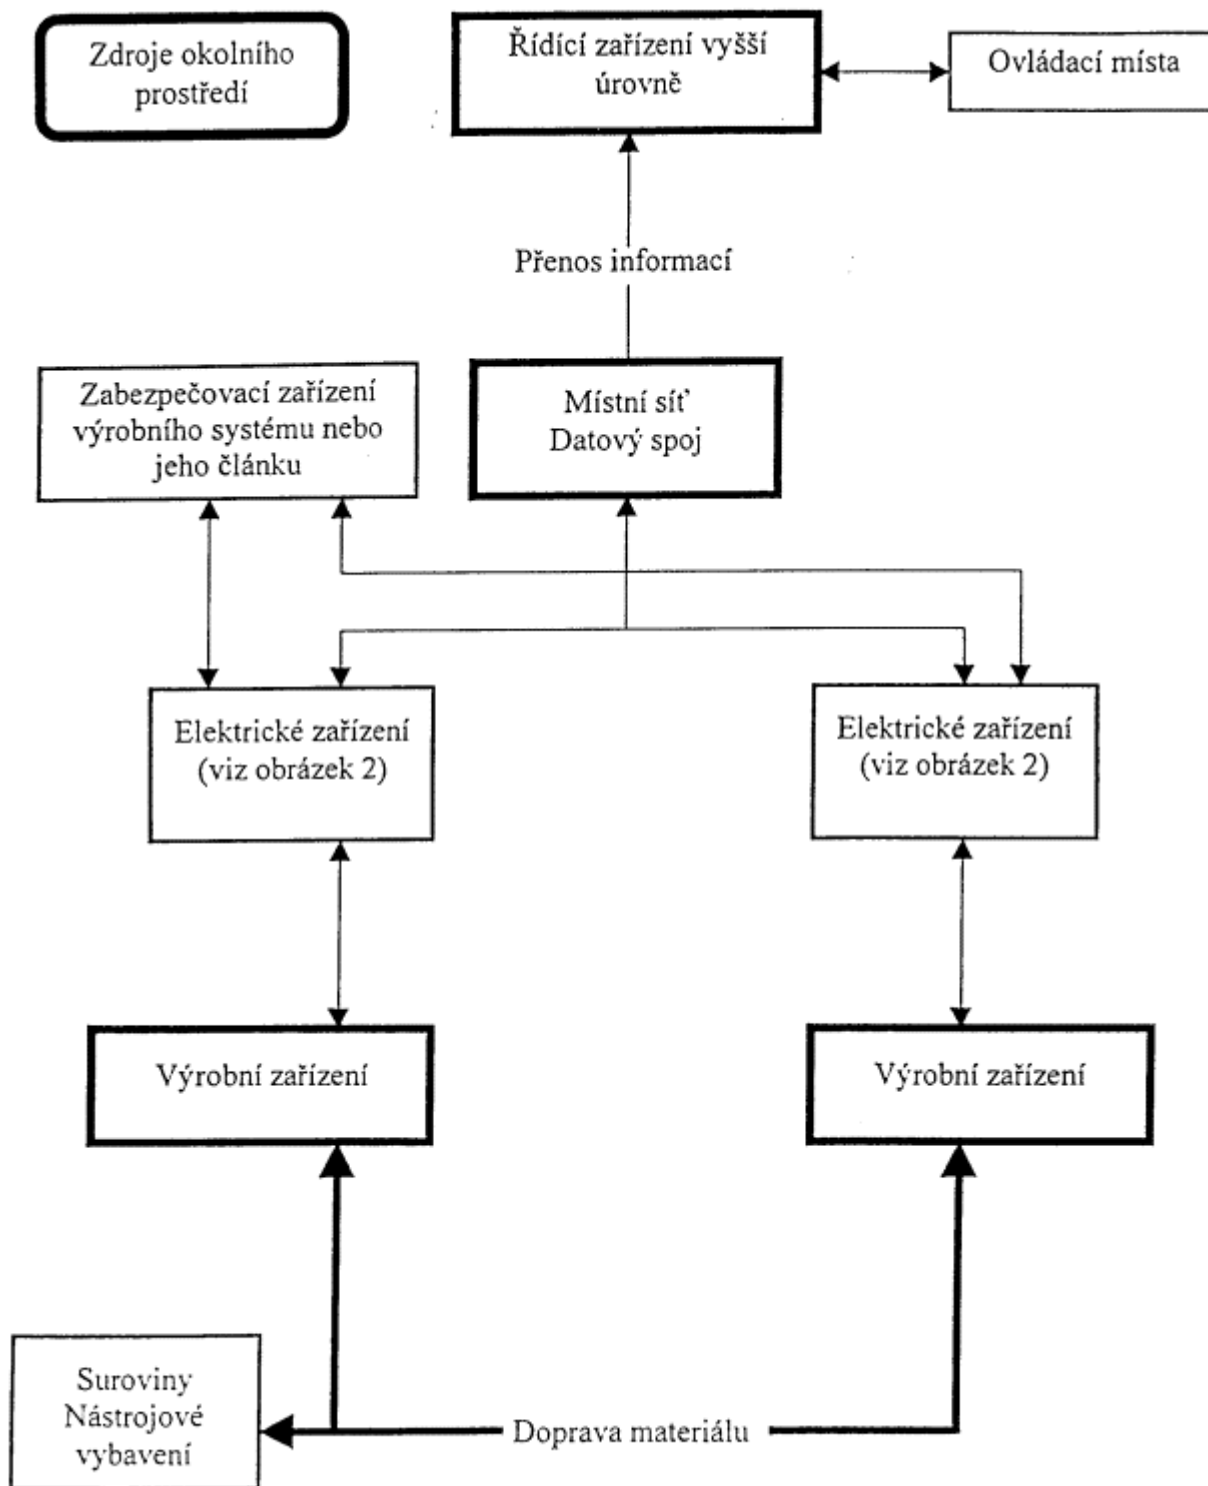 Zdroje okolního
prostředí
Řídící zařízení vyšší
úrovně
Ovládací místa
Přenos informací
Zabezpečovací zařízení
výrobního systému nebo
jeho článku
Místní síť
Datový spoj
Elektrické zařízení
(viz obrázek 2)
Elektrické zařízení
(viz obrázek 2)
Výrobní zařízení
Výrobní zařízení
Suroviny
Nástrojové
vybavení
Doprava materiálu